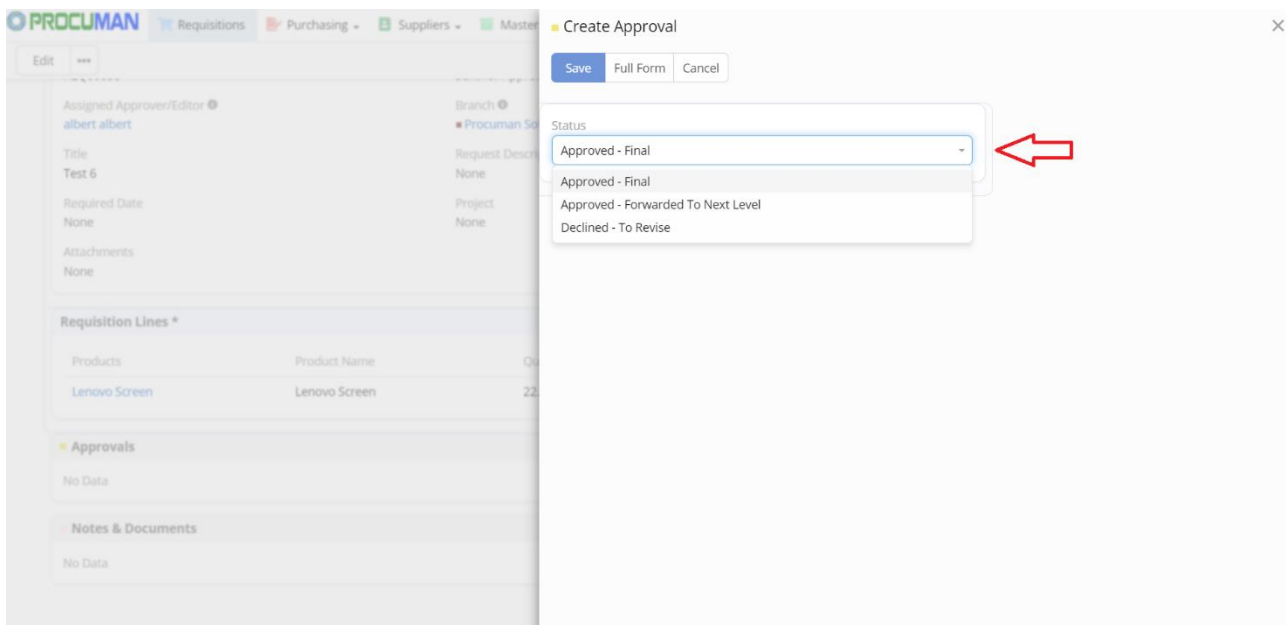 PROCUMAN Requisitions Purchasing Suppliers Master
Create Approval
Edit
Save Full Form Cancel
Assigned Approver/Editor
Branch
albert albert
Procuman So
Status
Title
Request Descri
Approved - Final
Test 6
None
Approved - Final
Required Date
Project
Approved - Forwarded To Next Level
None
None
Declined - To Revise
Attachments
None
Requisition Lines *
Products Product Name Qu
Lenovo Screen Lenovo Screen 22.
Approvals
No Data
Notes & Documents
No Data